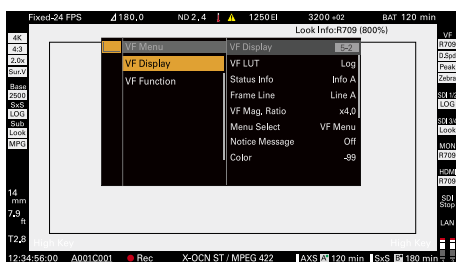 Fixed-24 FPS ⊿180,0 ND 2,4 1250EI 3200 +02 BAT 120 min
Look Info:R709 (800%)
4K
4:3
2.0x
Sur.V
Base
2500
SxS
LOG
Sub
Look
MPG
14
mm
7,9
ft
T2,8
VF Menu
VF Display
VF Function
VF Display 5-2
VF LUT Log
Status Info Info A
Frame Line Line A
VF Mag, Ratio x4,0
Menu Select VF Menu
Notice Message Off
Color -99
VF
R709
D.Spd
Peak
Zebra
SDI 1/2
LOG
SDI 3/4
Look
MON
R709
HDMI
R709
SDI
Stop
LAN
High Key
High Key
12:34:56:00 A001C001 Rec X-OCN ST / MPEG 422 AXS A 120 min SxS B 180 min